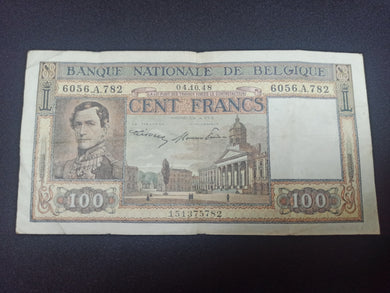 BANQUE NATIONALE DE BELGIQUE
6056.A.782
04.10.48
6056.A.782
CENT FRANCS
100
151375782
100